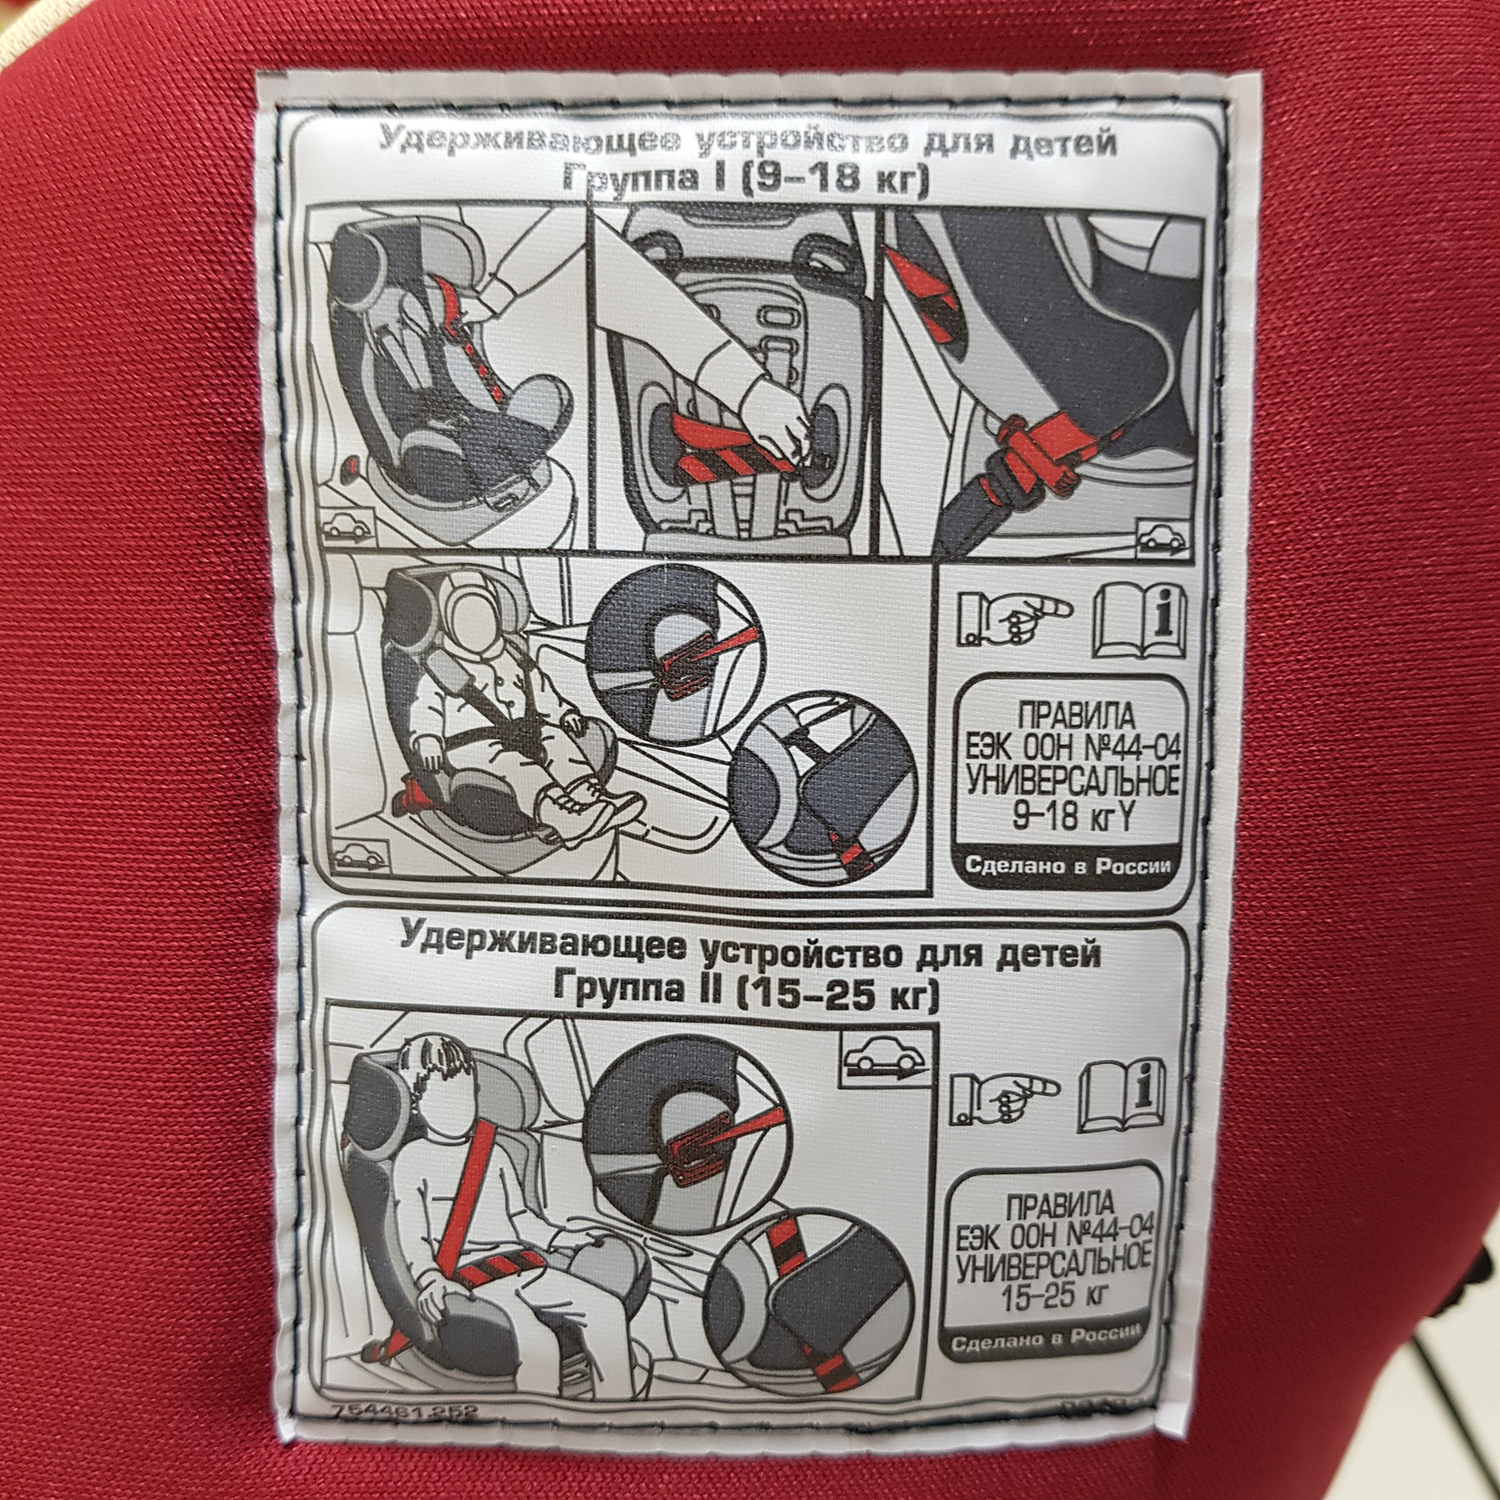 Удерживающее устройство для детей
Группа I (9–18 кг)
i
ПРАВИЛА
ЕЭК ООН №44–04
УНИВЕРСАЛЬНОЕ
9–18 кг Y
Сделано в России
Удерживающее устройство для детей
Группа II (15–25 кг)
i
ПРАВИЛА
ЕЭК ООН №44–04
УНИВЕРСАЛЬНОЕ
15–25 кг
Сделано в России
754461.252